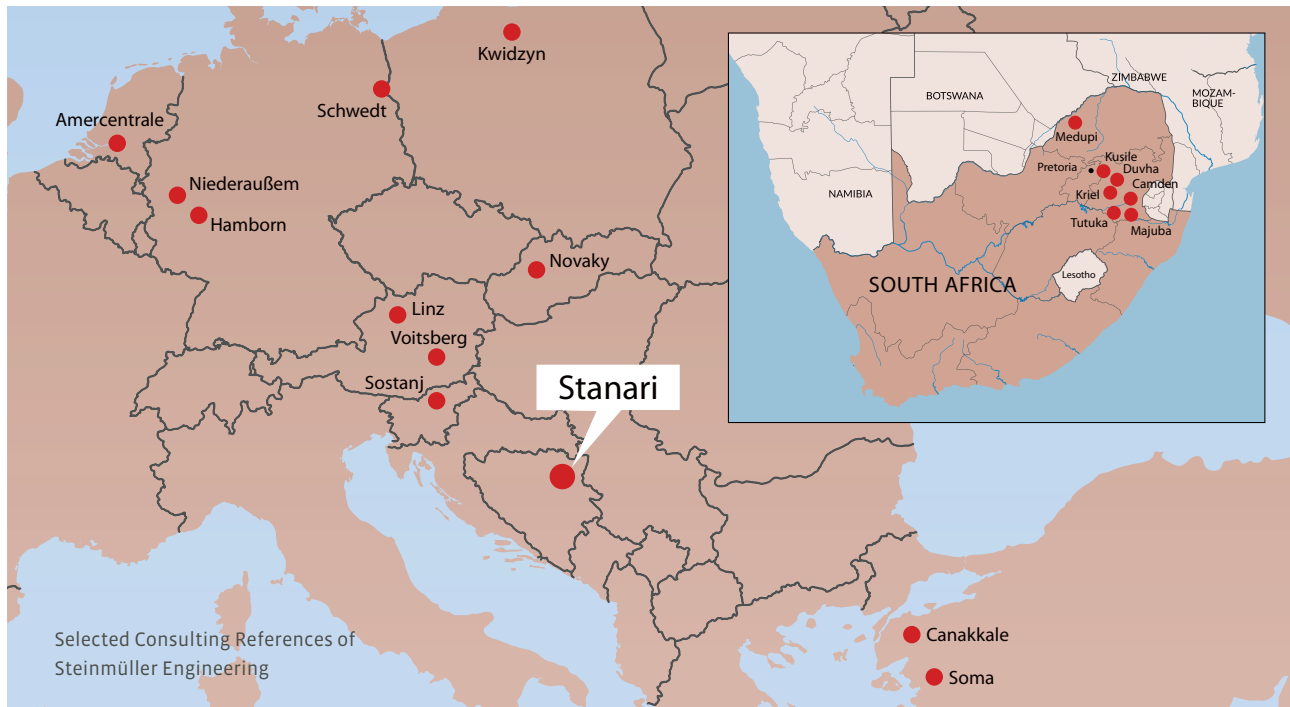 Kwidzyn
Schwedt
Amercentrale
Niederaußem
Hamborn
Novaky
Linz
Voitsberg
Sostanj
Stanari
Canakkale
Soma
Selected Consulting References of
Steinmüller Engineering
ZIMBABWE
MOZAM-
BIQUE
BOTSWANA
Medupi
Kusile
Pretoria
Duvha
Camden
Kriel
NAMIBIA
Tutuka
Majuba
Lesotho
SOUTH AFRICA